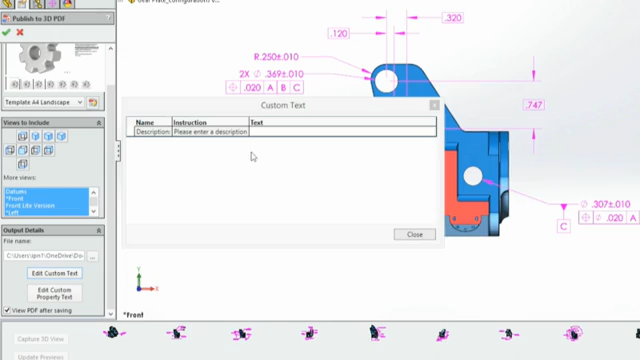 Publish to 3D PDF
?
Template A4 Landscape
Views to Include
More views:
Datums
*Front
Front Lite Version
*Left
Output Details
File name:
...
Edit Custom Text
Edit Custom
Property Text
View PDF after saving
Capture 3D View
Update Previews
Custom Text
Name Instruction Text
Description: Please enter a description
Close
.320
.120
R.250±.010
2X ⌀ .369±.010
⌖ .020 A B C
.747
⌀ .307±.010
⌖ ⌀ .020 A
C
Y
X
*Front